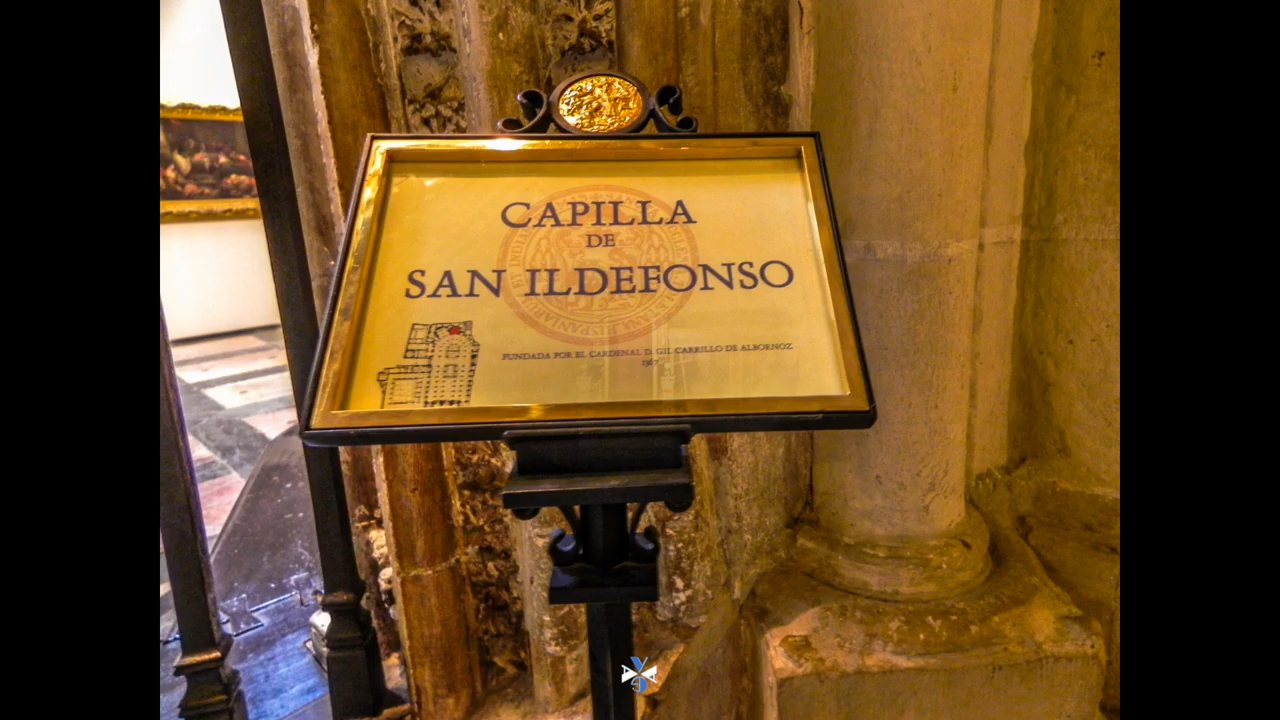 CAPILLA
DE
SAN ILDEFONSO
FUNDADA POR EL CARDENAL D. GIL CARRILLO DE ALBORNOZ